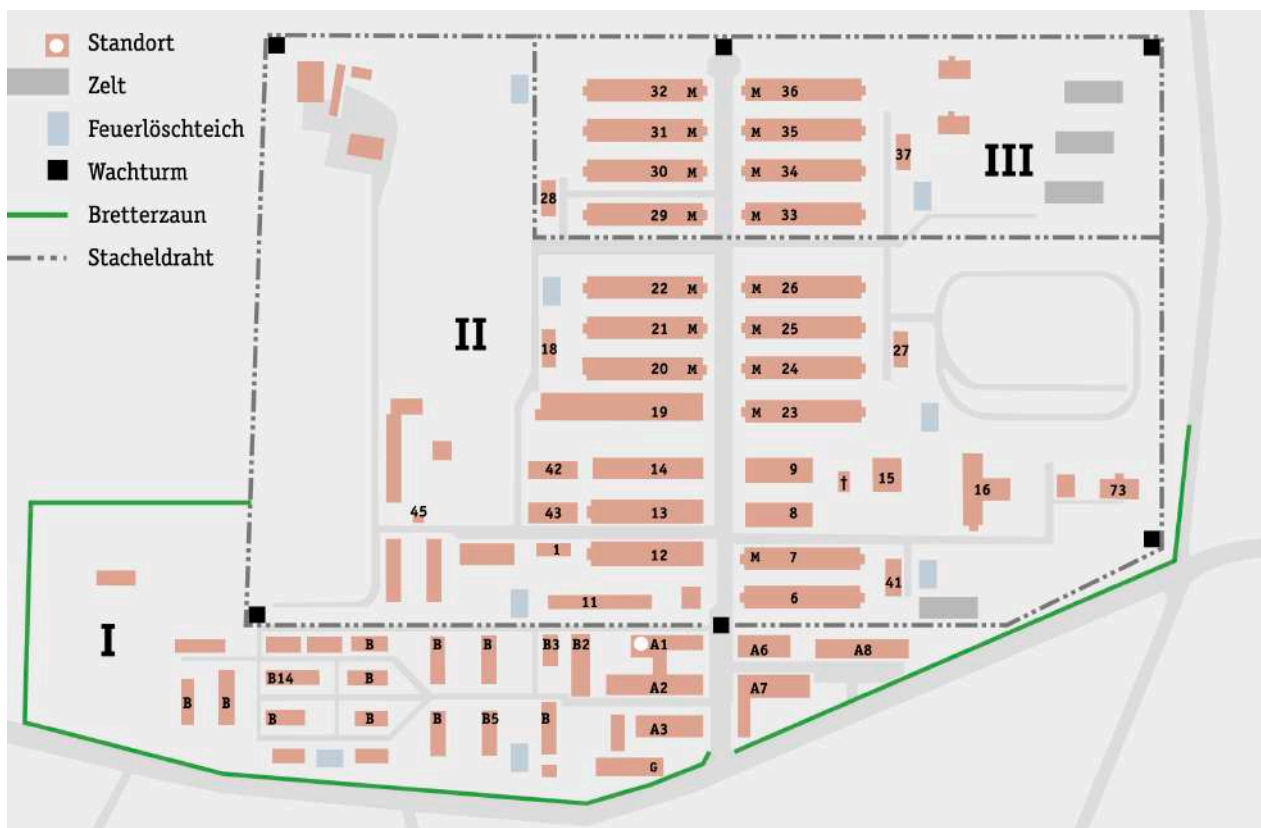 Standort
Zelt
Feuerlöschteich
Wachturm
Bretterzaun
Stacheldraht
32 M M 36
31 M M 35
30 M M 34
37
III
28
29 M M 33
22 M M 26
II
21 M M 25
18
27
20 M M 24
19 M 23
42 14 9
15
†
16
73
45
43 13 8
1 12 M 7
41
11 6
I
B B B B3 B2 A1 A6 A8
B14 B
A2 A7
B B
B B B B5 B A3
G